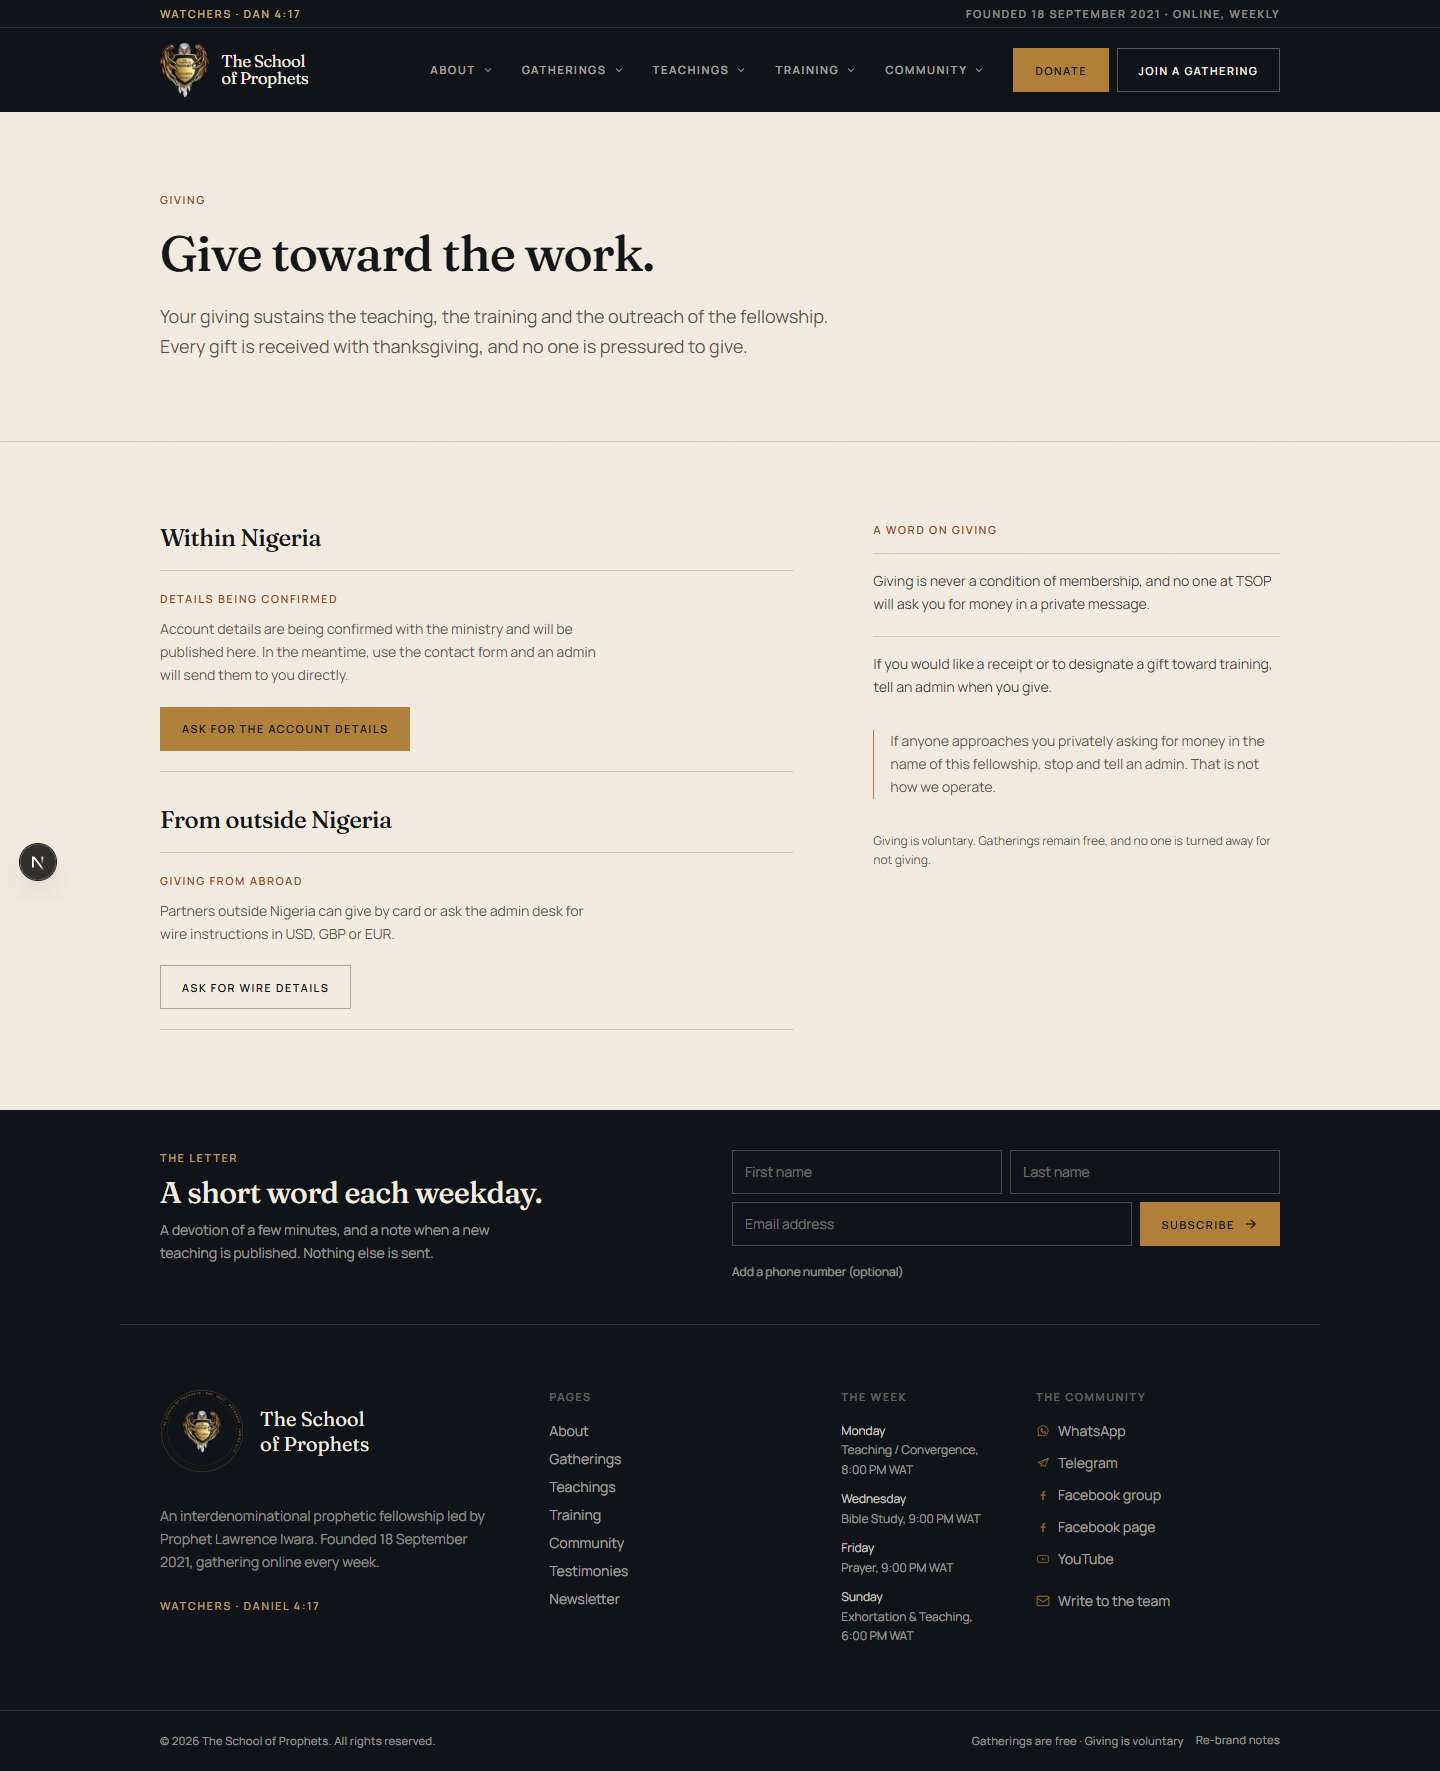 WATCHERS · DAN 4:17
FOUNDED 18 SEPTEMBER 2021 · ONLINE, WEEKLY
The School
of Prophets
ABOUT
GATHERINGS
TEACHINGS
TRAINING
COMMUNITY
DONATE
JOIN A GATHERING
GIVING
Give toward the work.
Your giving sustains the teaching, the training and the outreach of the fellowship.
Every gift is received with thanksgiving, and no one is pressured to give.
Within Nigeria
DETAILS BEING CONFIRMED
Account details are being confirmed with the ministry and will be
published here. In the meantime, use the contact form and an admin
will send them to you directly.
ASK FOR THE ACCOUNT DETAILS
From outside Nigeria
GIVING FROM ABROAD
Partners outside Nigeria can give by card or ask the admin desk for
wire instructions in USD, GBP or EUR.
ASK FOR WIRE DETAILS
A WORD ON GIVING
Giving is never a condition of membership, and no one at TSOP
will ask you for money in a private message.
If you would like a receipt or to designate a gift toward training,
tell an admin when you give.
If anyone approaches you privately asking for money in the
name of this fellowship, stop and tell an admin. That is not
how we operate.
Giving is voluntary. Gatherings remain free, and no one is turned away for
not giving.
N
THE LETTER
A short word each weekday.
A devotion of a few minutes, and a note when a new
teaching is published. Nothing else is sent.
First name
Last name
Email address
SUBSCRIBE →
Add a phone number (optional)
The School
of Prophets
An interdenominational prophetic fellowship led by
Prophet Lawrence Iwara. Founded 18 September
2021, gathering online every week.
WATCHERS · DANIEL 4:17
PAGES
About
Gatherings
Teachings
Training
Community
Testimonies
Newsletter
THE WEEK
Monday
Teaching / Convergence,
8:00 PM WAT
Wednesday
Bible Study, 9:00 PM WAT
Friday
Prayer, 9:00 PM WAT
Sunday
Exhortation & Teaching,
6:00 PM WAT
THE COMMUNITY
WhatsApp
Telegram
Facebook group
Facebook page
YouTube
Write to the team
© 2026 The School of Prophets. All rights reserved.
Gatherings are free · Giving is voluntary
Re-brand notes